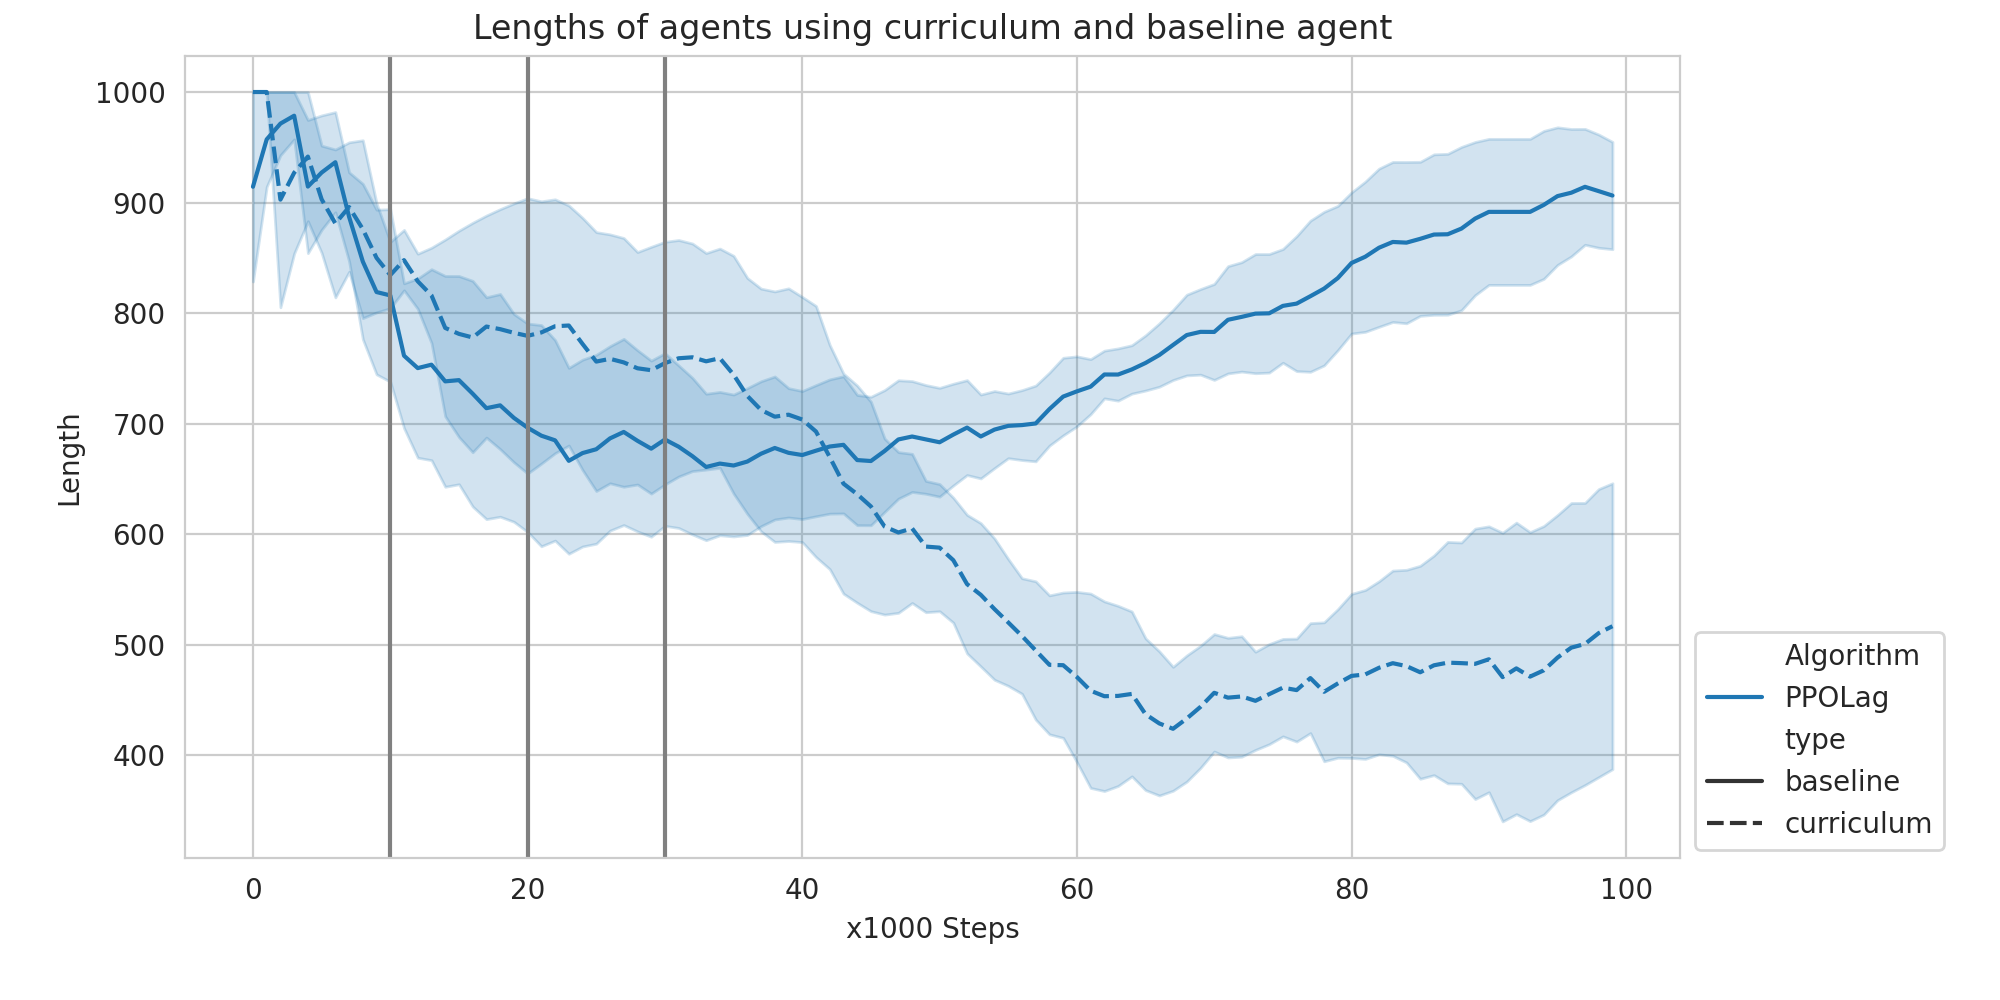 Lengths of agents using curriculum and baseline agent
1000
900
800
700
600
500
400
Length
0
20
40
60
80
100
x1000 Steps
Algorithm
PPOLag
type
baseline
curriculum